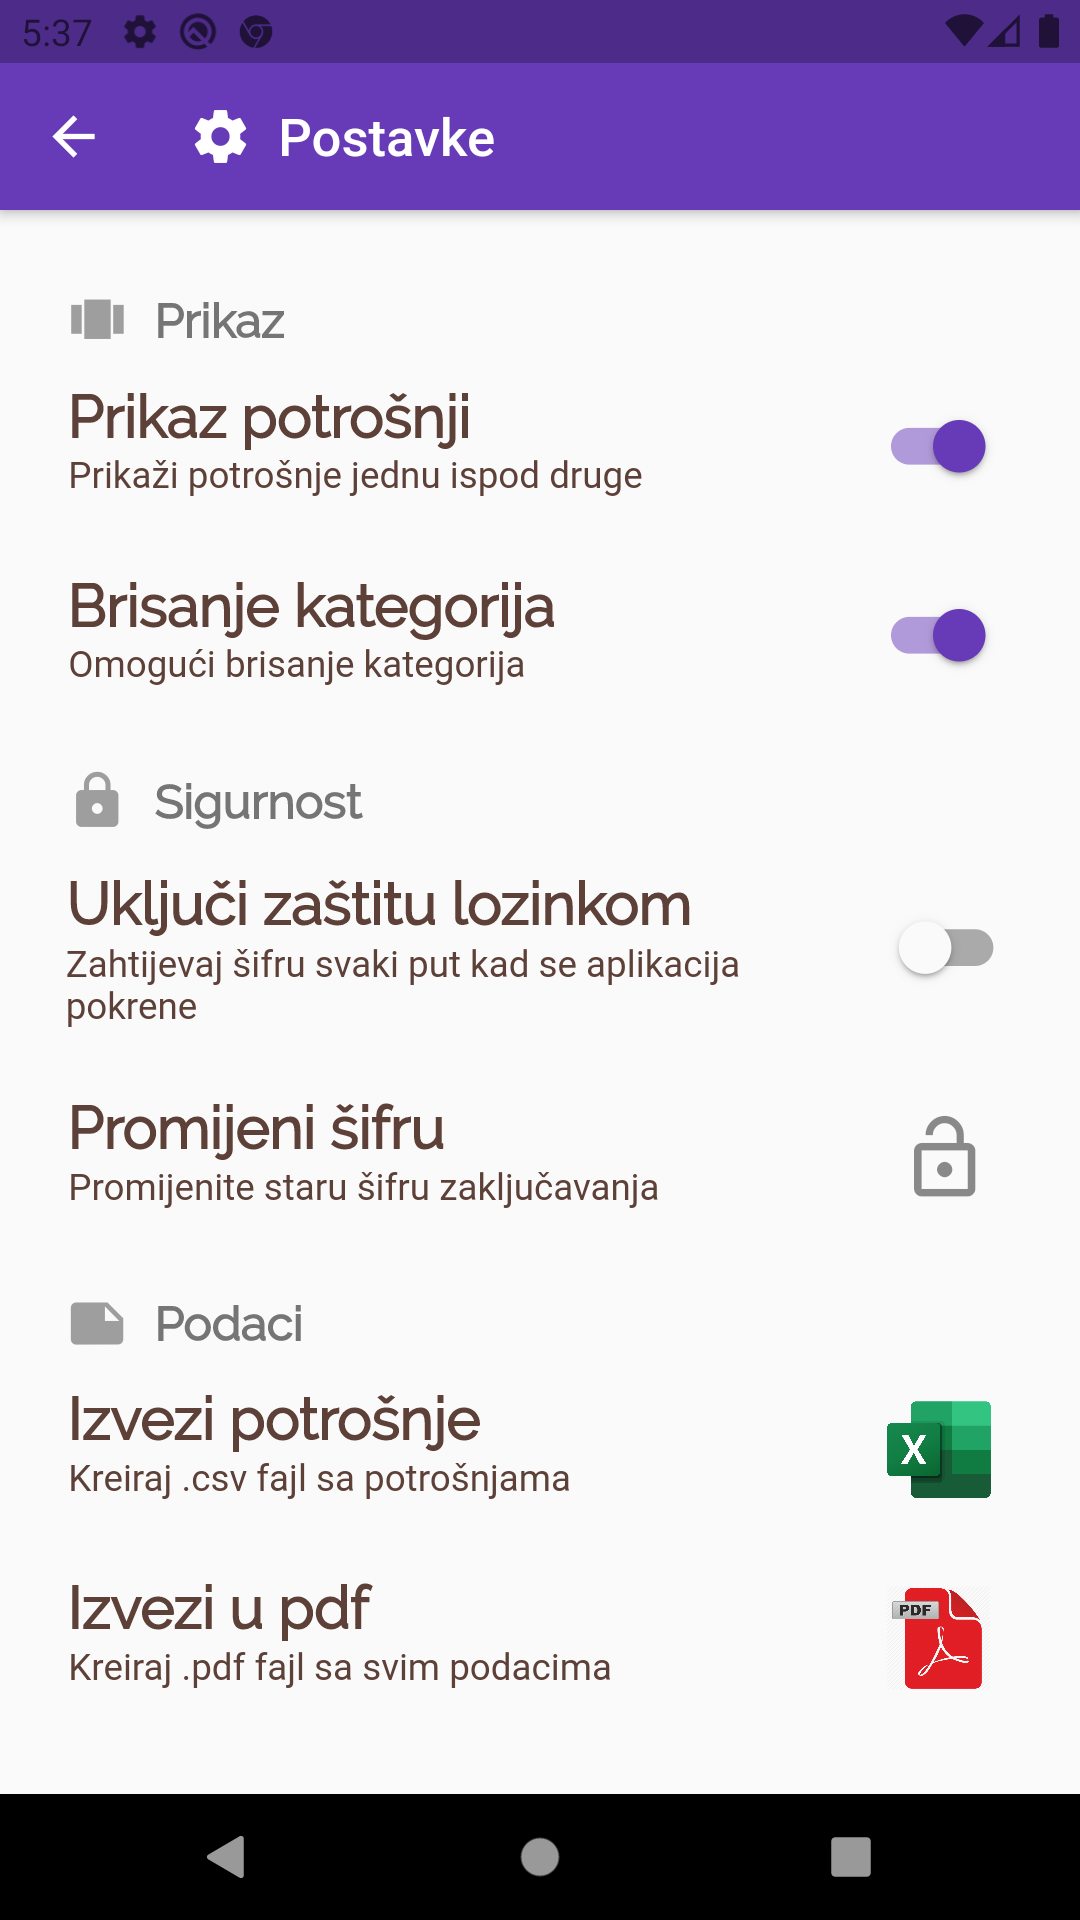 5:37
Postavke
Prikaz
Prikaz potrošnji
Prikaži potrošnje jednu ispod druge
Brisanje kategorija
Omogući brisanje kategorija
Sigurnost
Uključi zaštitu lozinkom
Zahtijevaj šifru svaki put kad se aplikacija
pokrene
Promijeni šifru
Promijenite staru šifru zaključavanja
Podaci
Izvezi potrošnje
Kreiraj .csv fajl sa potrošnjama
X
Izvezi u pdf
Kreiraj .pdf fajl sa svim podacima
PDF